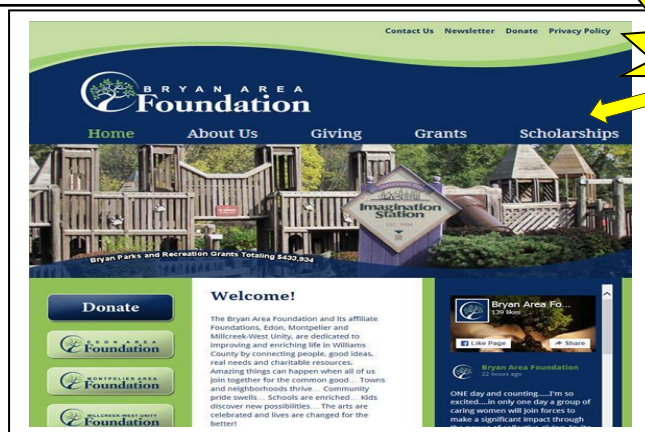 Contact Us Newsletter Donate Privacy Policy
BRYAN AREA
Foundation
Home About Us Giving Grants Scholarships
Imagination
Station
EST. 1994
Bryan Parks and Recreation Grants Totaling $433,934
Donate
EDON AREA
Foundation
MONTPELIER AREA
Foundation
MILLCREEK-WEST UNITY
Foundation
Welcome!
The Bryan Area Foundation and its affiliate
Foundations, Edon, Montpelier and
Millcreek-West Unity, are dedicated to
improving and enriching life in Williams
County by connecting people, good ideas,
real needs and charitable resources.
Amazing things can happen when all of us
join together for the common good... Towns
and neighborhoods thrive... Community
pride swells... Schools are enriched... Kids
discover new possibilities... The arts are
celebrated and lives are changed for the
better!
Bryan Area Fo...
139 likes
Like Page Share
Bryan Area Foundation
22 hours ago
ONE day and counting.....I'm so
excited.....in only one day a group of
caring women will join forces to
make a significant impact through